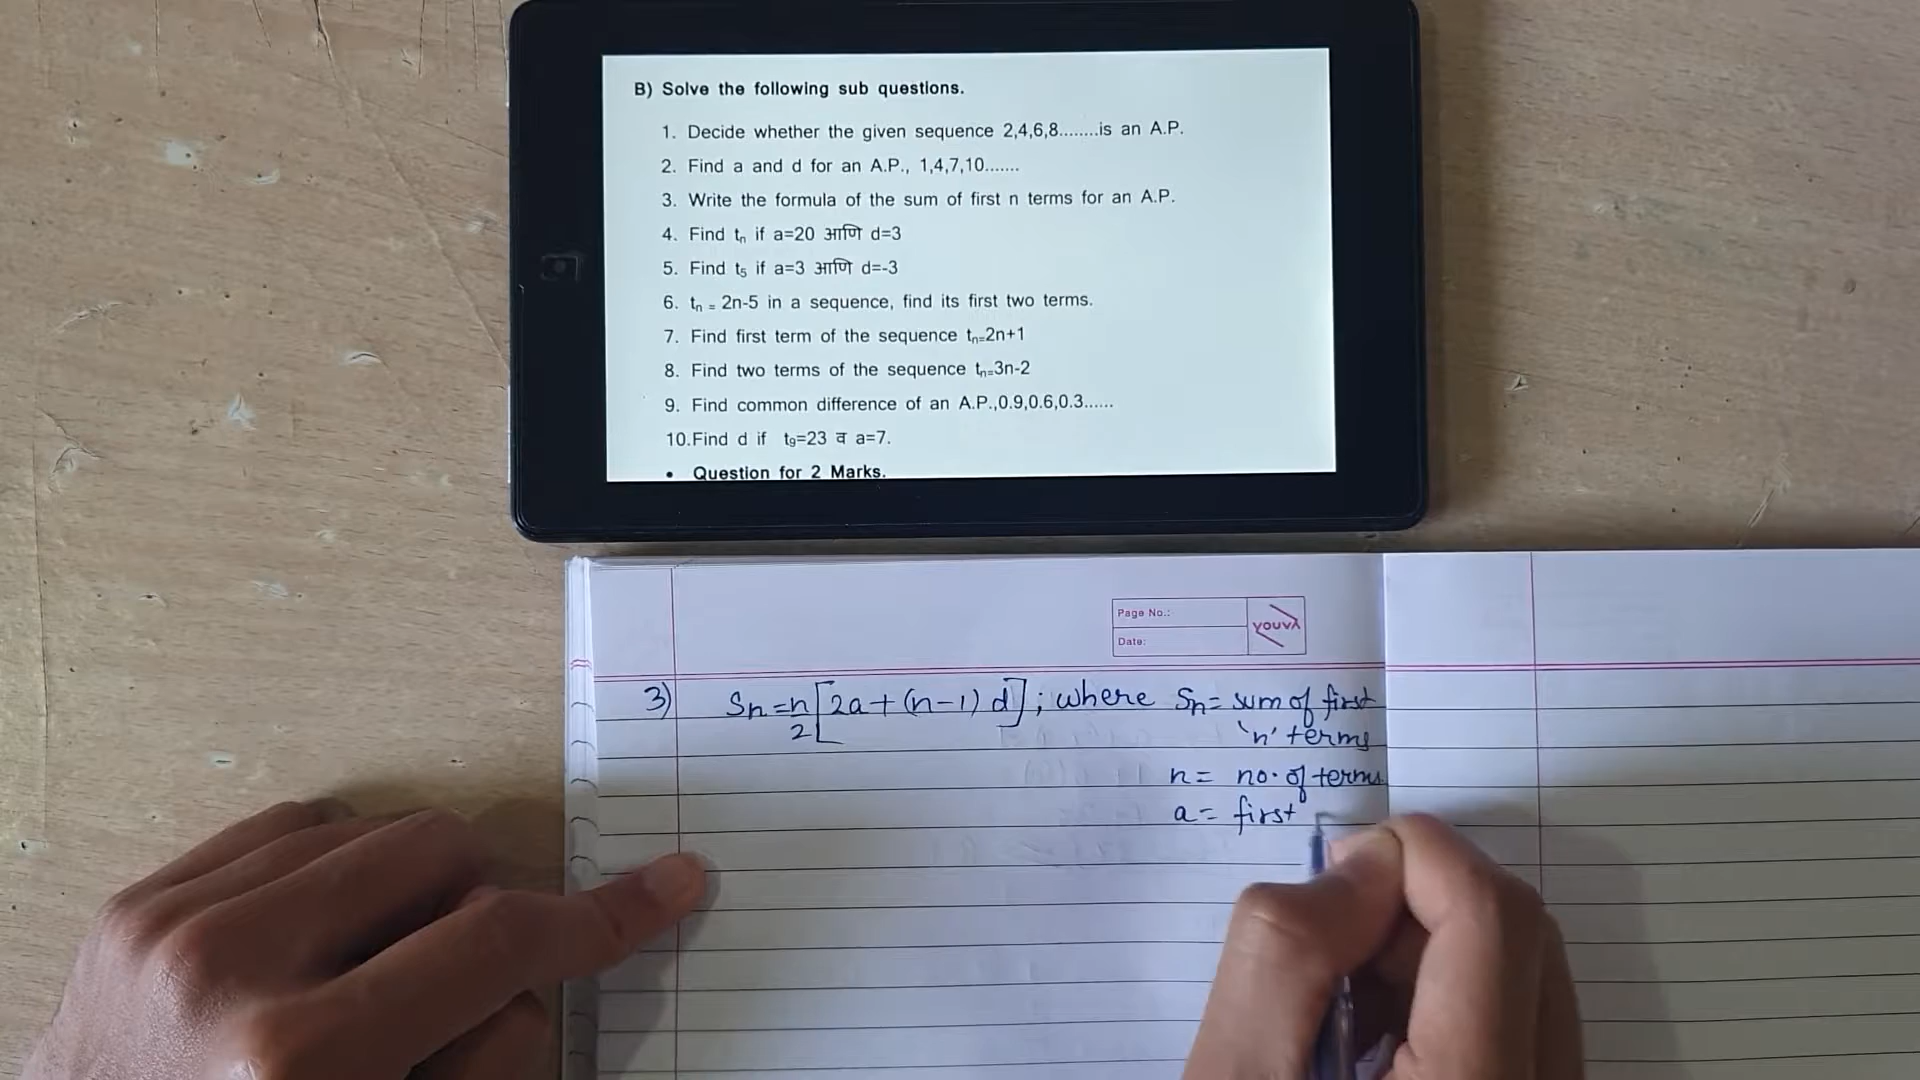 B) Solve the following sub questions.
1. Decide whether the given sequence 2,4,6,8........is an A.P.
2. Find a and d for an A.P., 1,4,7,10.......
3. Write the formula of the sum of first n terms for an A.P.
4. Find tₙ if a=20 आणि d=3
5. Find t₅ if a=3 आणि d=-3
6. tₙ = 2n-5 in a sequence, find its first two terms.
7. Find first term of the sequence tₙ=2n+1
8. Find two terms of the sequence tₙ=3n-2
9. Find common difference of an A.P.,0.9,0.6,0.3......
10.Find d if t₉=23 व a=7.
• Question for 2 Marks.
Page No.:
Date:
YOUVA
3) Sn = n/2 [2a + (n-1) d] ; where Sn = sum of first
'n' terms
n = no. of terms
a = first